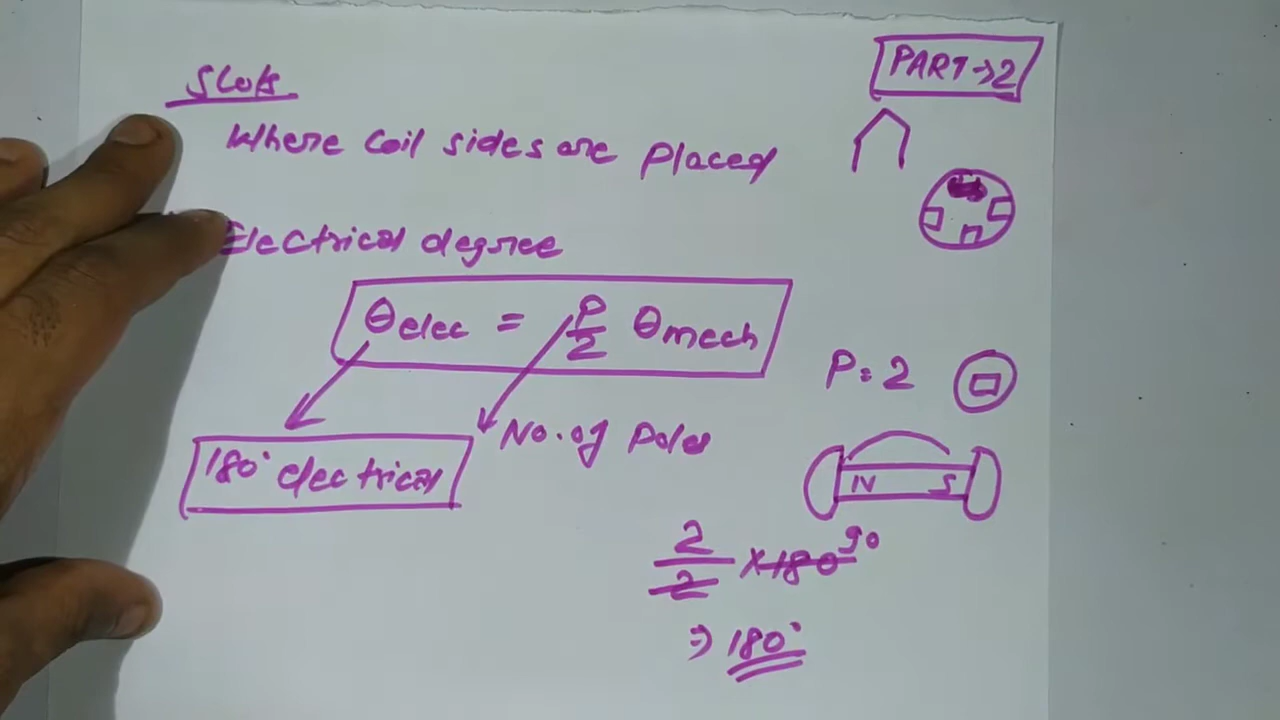 PART→2
Slots
Where coil sides are placed
Electrical degree
θelec = P/2 θmech
P=2
No. of Poles
180° electrical
N S
2/2 ×180 90
⇒ 180°